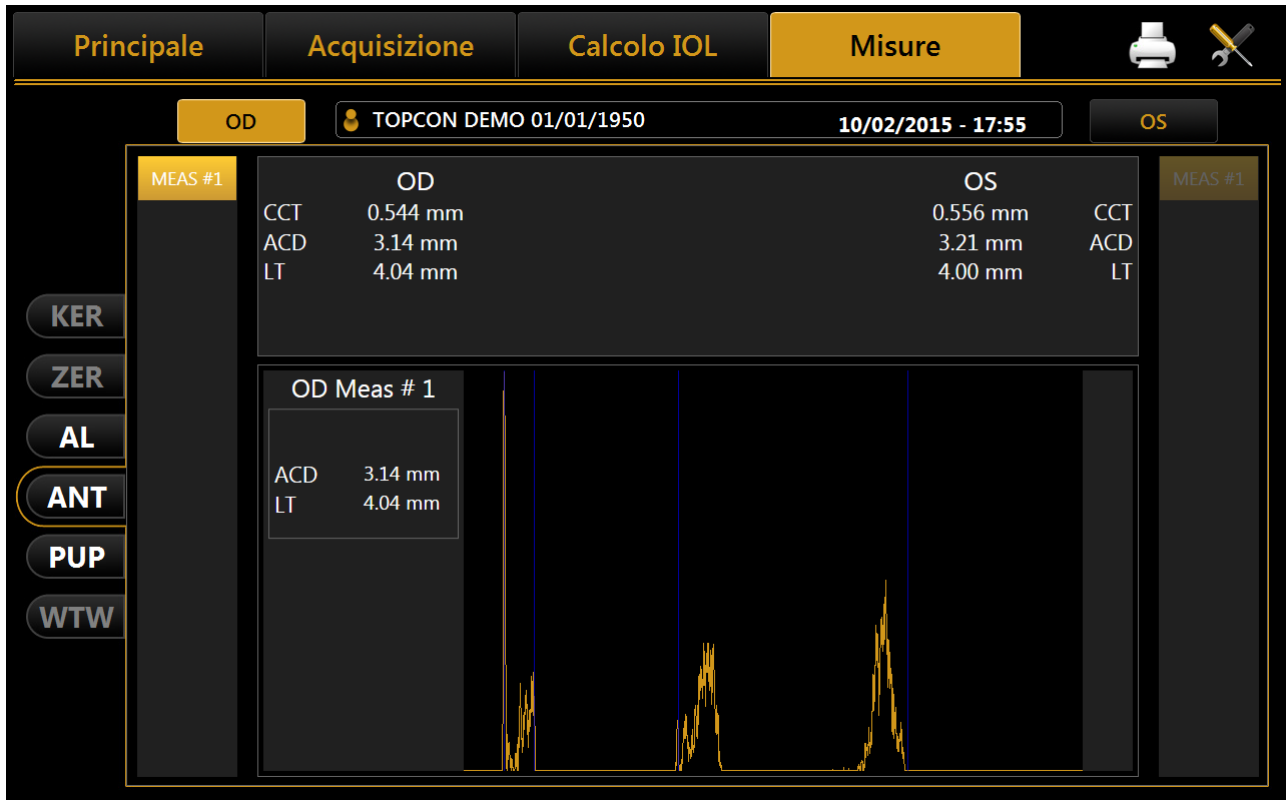 Principale Acquisizione Calcolo IOL Misure
OD TOPCON DEMO 01/01/1950 10/02/2015 - 17:55 OS
MEAS #1 OD OS MEAS #1
CCT 0.544 mm 0.556 mm CCT
ACD 3.14 mm 3.21 mm ACD
LT 4.04 mm 4.00 mm LT
KER
ZER
AL
ANT
PUP
WTW
OD Meas # 1
ACD 3.14 mm
LT 4.04 mm